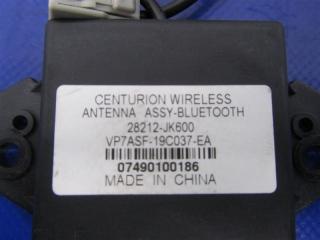 CENTURION WIRELESS
ANTENNA ASSY-BLUETOOTH
28212-JK600
VP7ASF-19C037-EA
07490100186
MADE IN CHINA